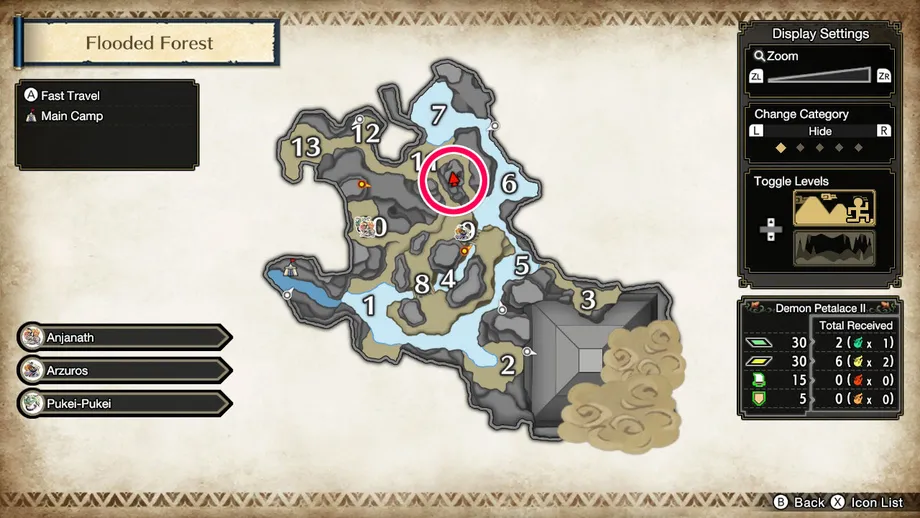 Flooded Forest
A Fast Travel
Main Camp
Anjanath
Arzuros
Pukei-Pukei
7
12
13
11
6
0
9
8
4
5
1
3
2
Display Settings
Zoom
ZL
ZR
Change Category
L Hide R
Toggle Levels
Demon Petalace II
Total Received
30 2 ( x 1)
30 6 ( x 2)
15 0 ( x 0)
5 0 ( x 0)
B Back X Icon List